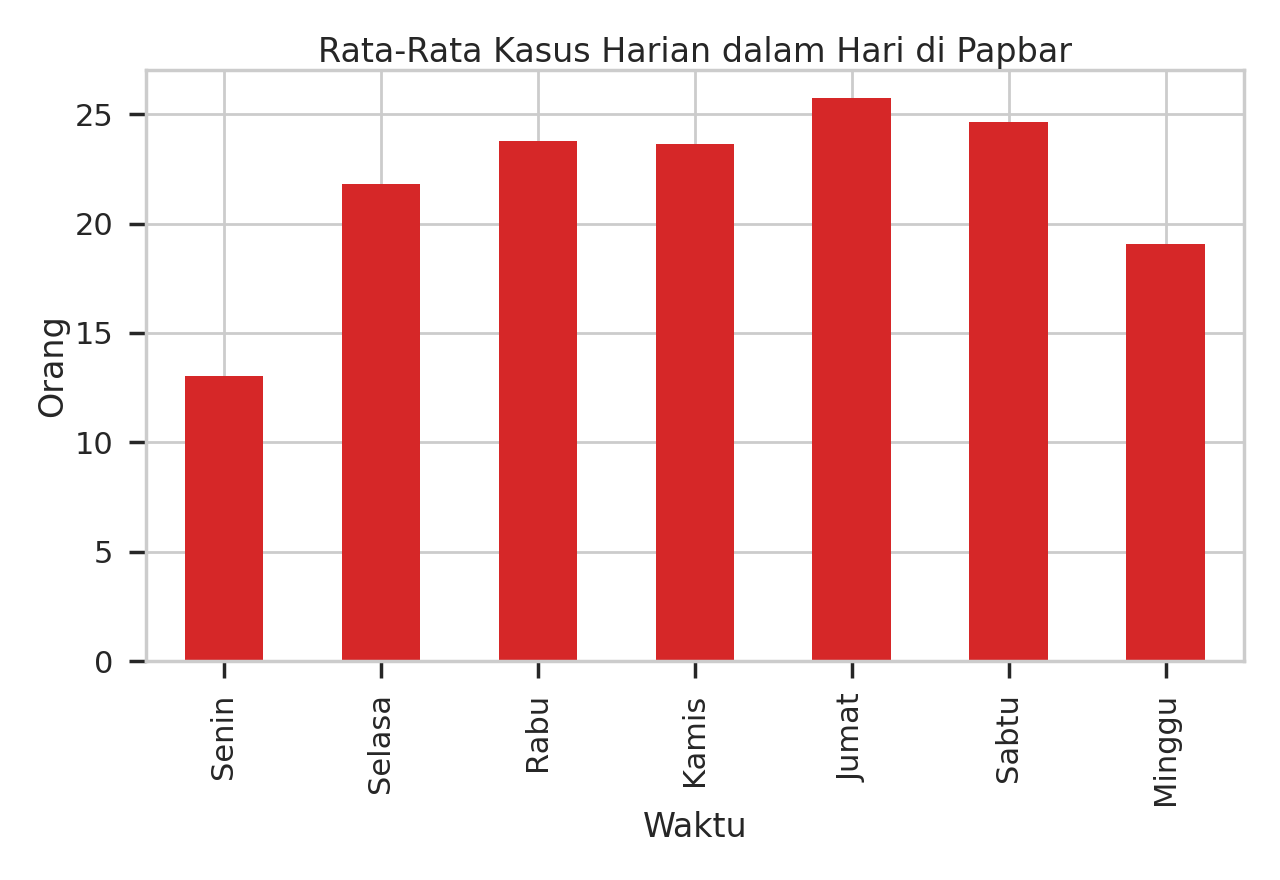 Rata-Rata Kasus Harian dalam Hari di Papbar
Orang
25
20
15
10
5
0
Senin
Selasa
Rabu
Kamis
Jumat
Sabtu
Minggu
Waktu